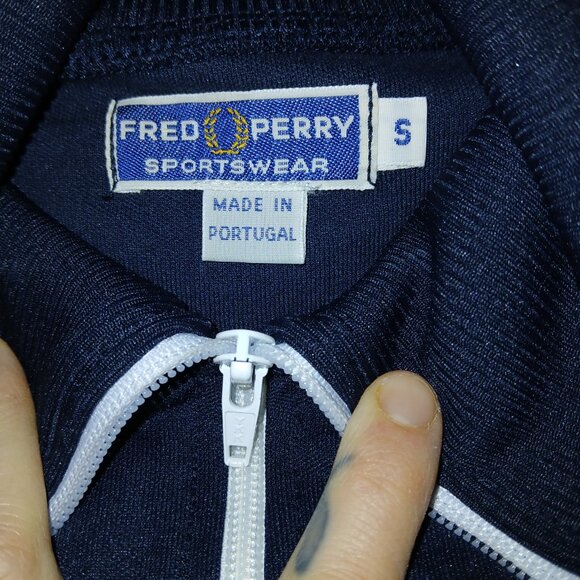 FRED PERRY
SPORTSWEAR
S
MADE IN
PORTUGAL